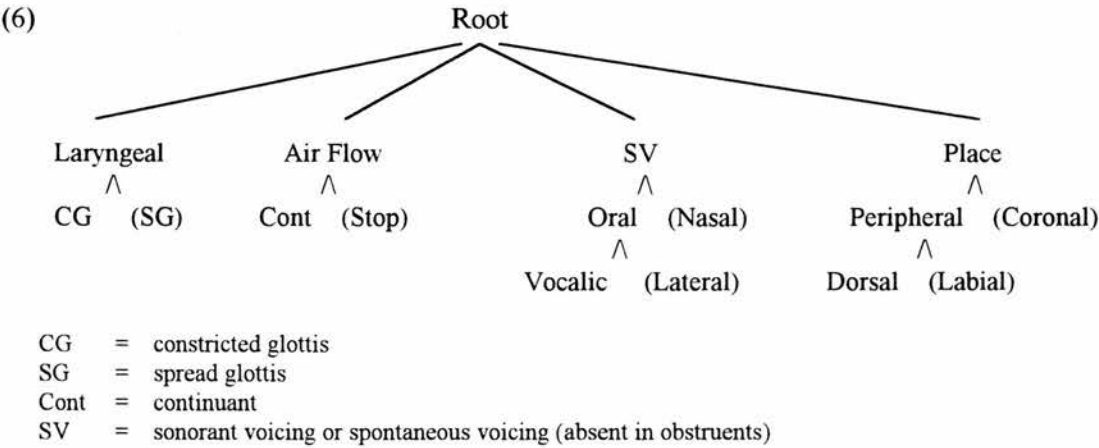 (6) Root
Laryngeal Air Flow SV Place
CG (SG) Cont (Stop) Oral (Nasal) Peripheral (Coronal)
Vocalic (Lateral) Dorsal (Labial)
CG = constricted glottis
SG = spread glottis
Cont = continuant
SV = sonorant voicing or spontaneous voicing (absent in obstruents)